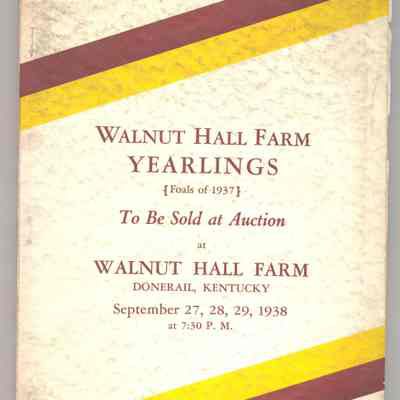 WALNUT HALL FARM
YEARLINGS
{Foals of 1937}
To Be Sold at Auction
at
WALNUT HALL FARM
DONERAIL, KENTUCKY
September 27, 28, 29, 1938
at 7:30 P. M.